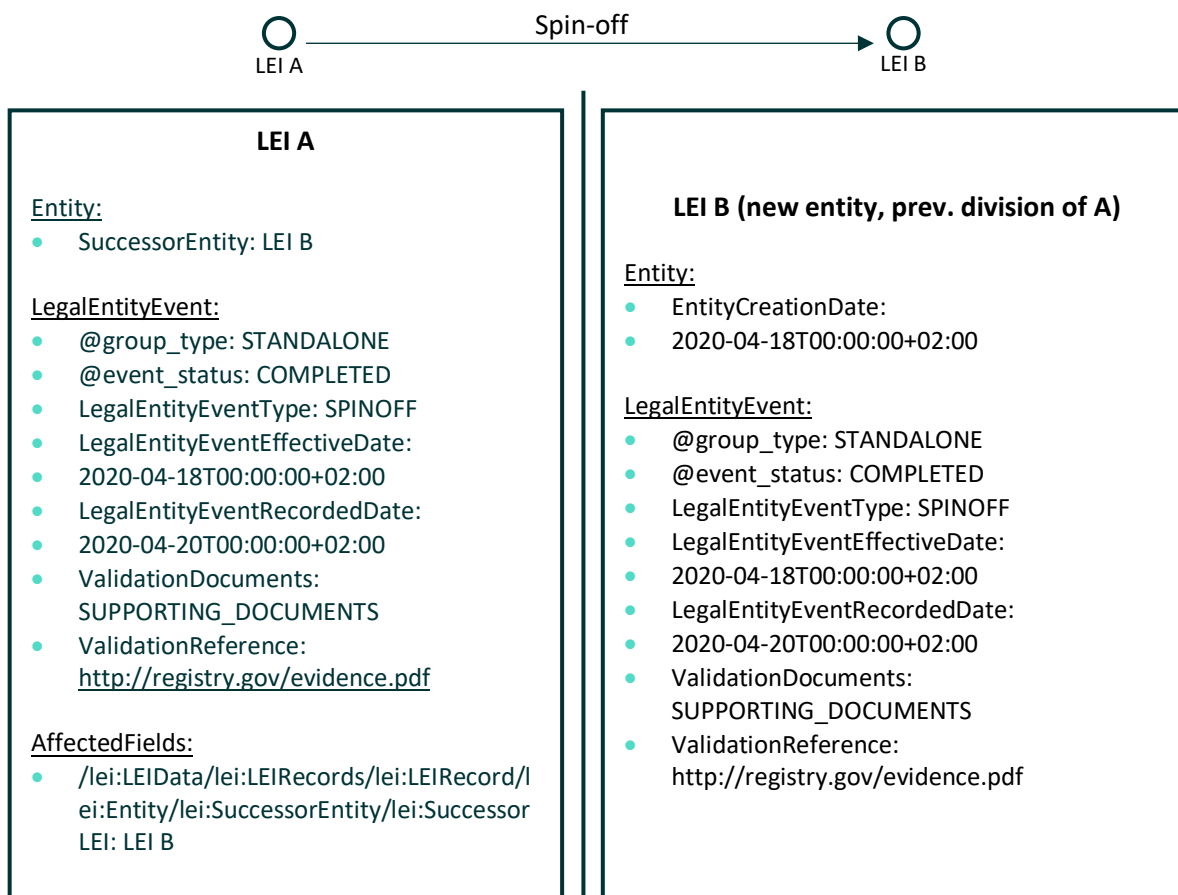 Spin-off
LEI A
LEI B
LEI A
Entity:
• SuccessorEntity: LEI B
LegalEntityEvent:
• @group_type: STANDALONE
• @event_status: COMPLETED
• LegalEntityEventType: SPINOFF
• LegalEntityEventEffectiveDate:
• 2020-04-18T00:00:00+02:00
• LegalEntityEventRecordedDate:
• 2020-04-20T00:00:00+02:00
• ValidationDocuments:
SUPPORTING_DOCUMENTS
• ValidationReference:
http://registry.gov/evidence.pdf
AffectedFields:
• /lei:LEIData/lei:LEIRecords/lei:LEIRecord/l
ei:Entity/lei:SuccessorEntity/lei:Successor
LEI: LEI B
LEI B (new entity, prev. division of A)
Entity:
• EntityCreationDate:
• 2020-04-18T00:00:00+02:00
LegalEntityEvent:
• @group_type: STANDALONE
• @event_status: COMPLETED
• LegalEntityEventType: SPINOFF
• LegalEntityEventEffectiveDate:
• 2020-04-18T00:00:00+02:00
• LegalEntityEventRecordedDate:
• 2020-04-20T00:00:00+02:00
• ValidationDocuments:
SUPPORTING_DOCUMENTS
• ValidationReference:
http://registry.gov/evidence.pdf